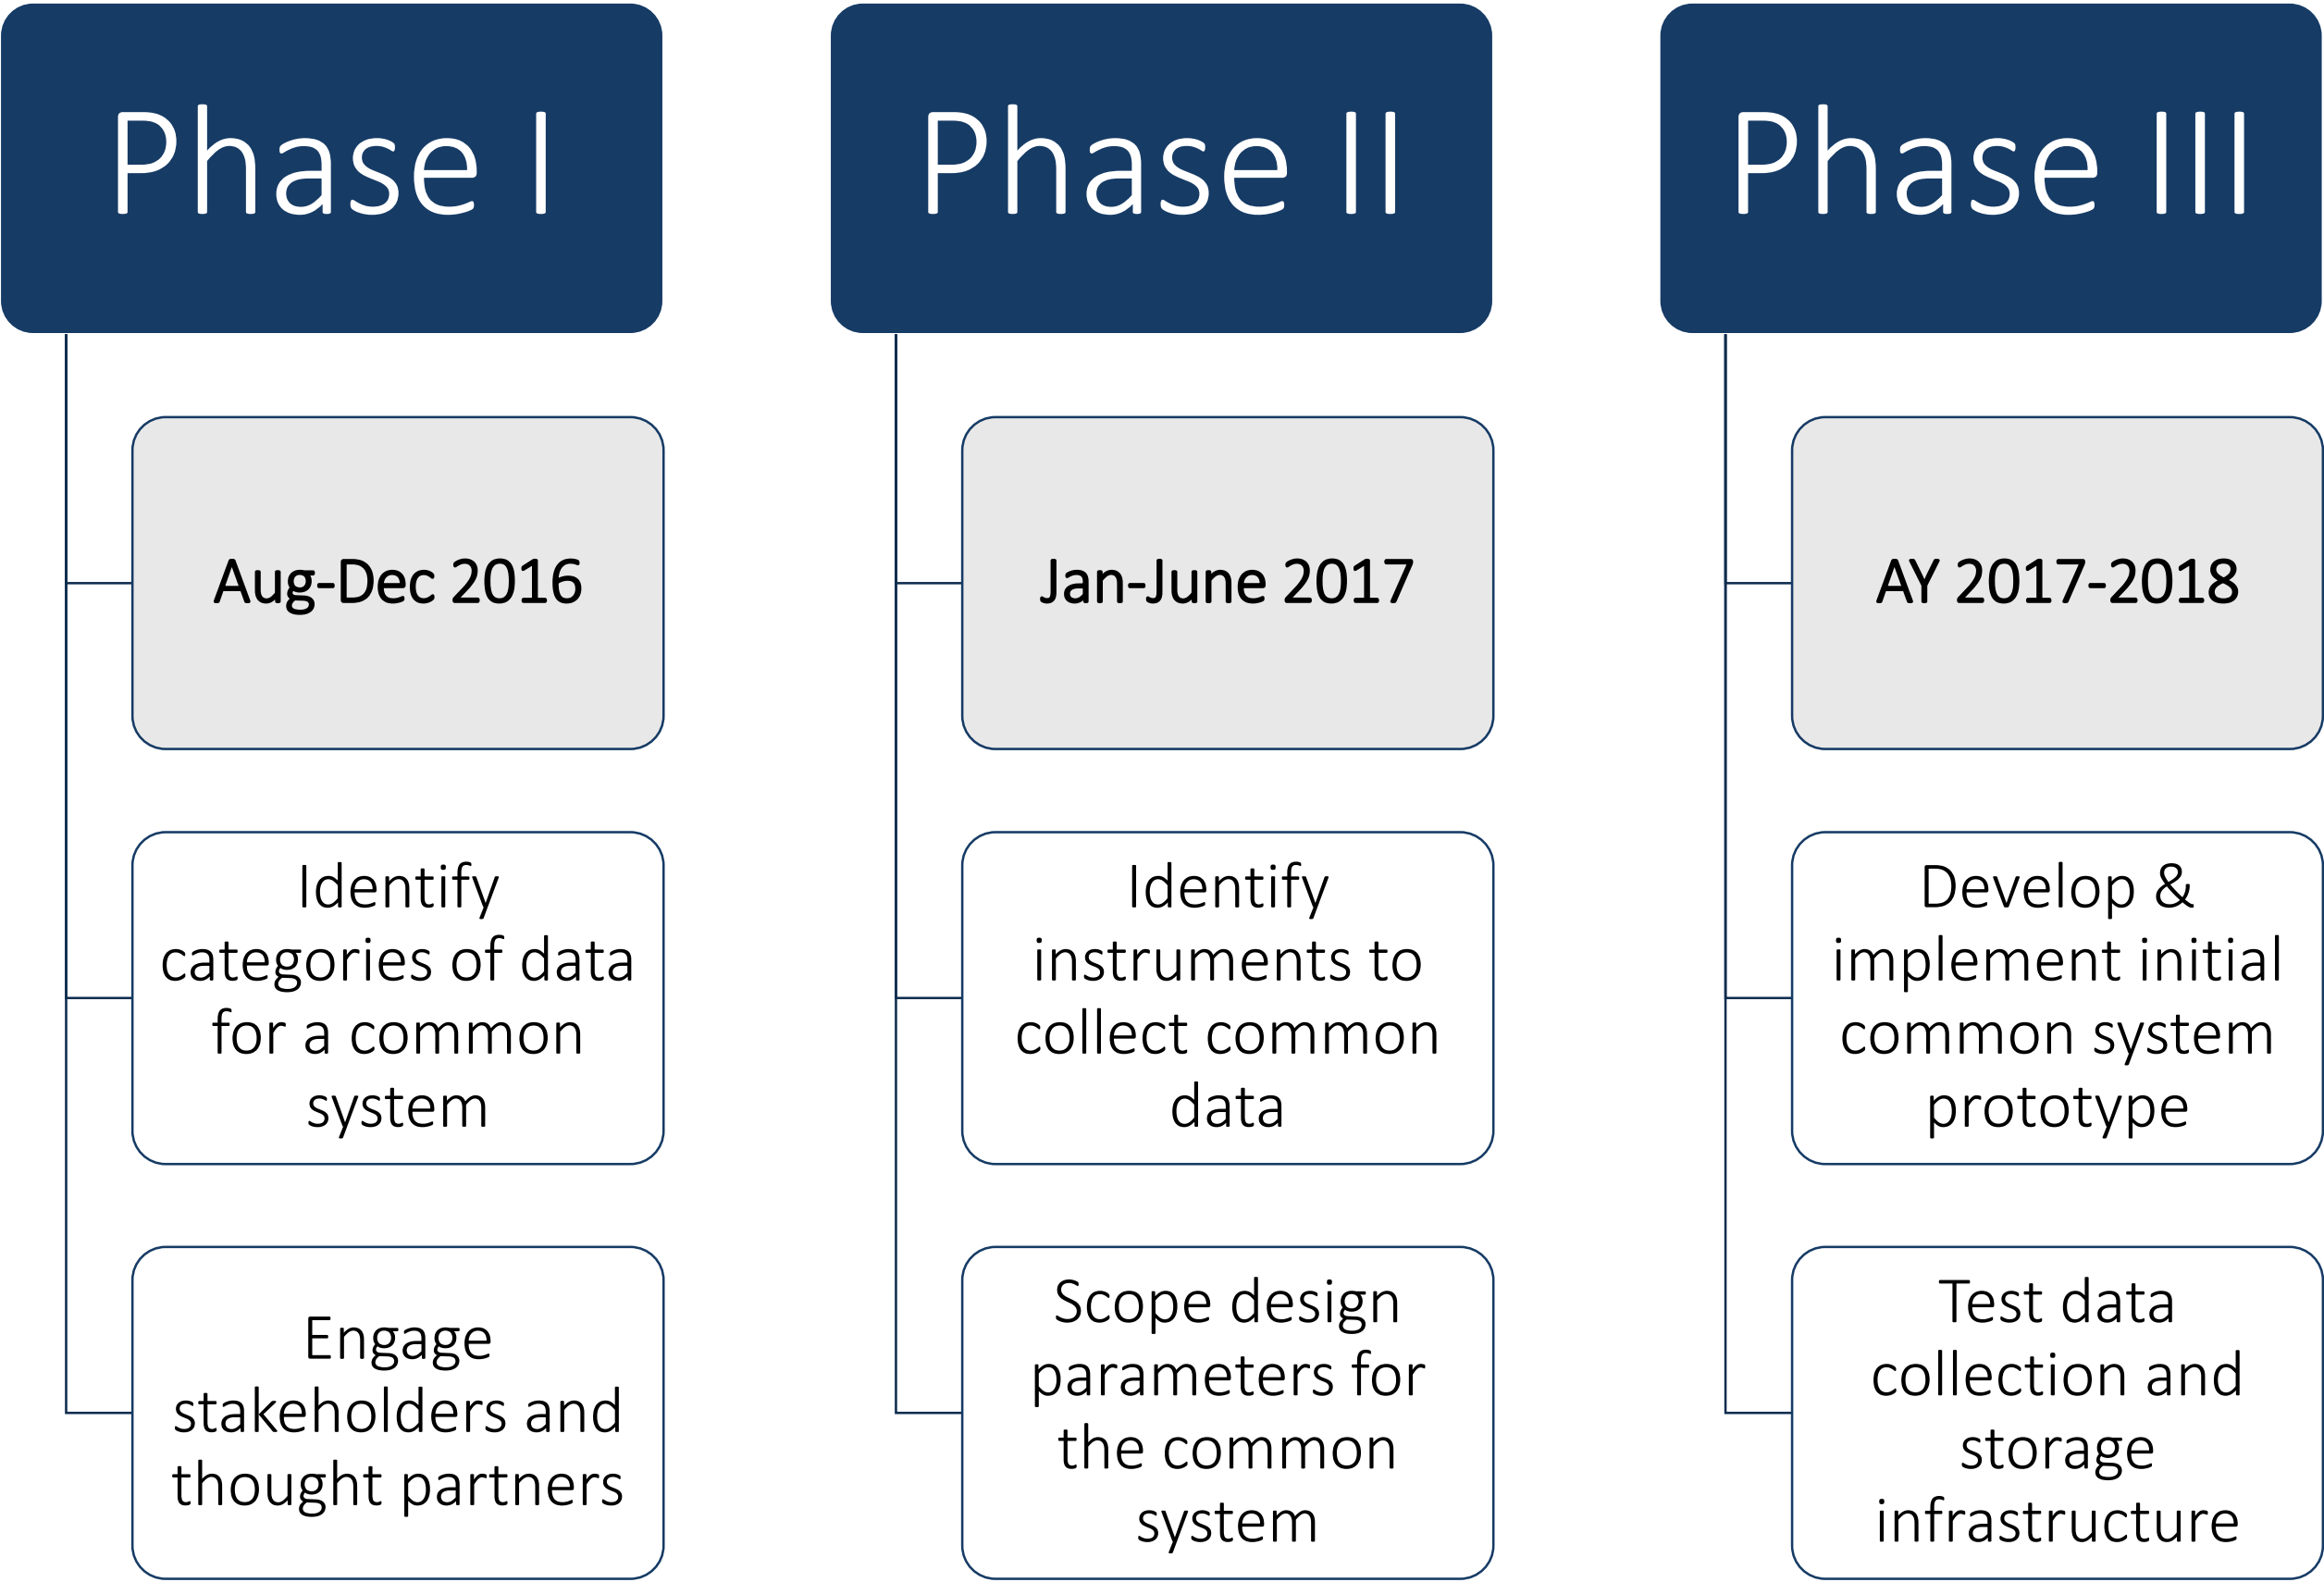 Phase I
Aug-Dec 2016
Identify
categories of data
for a common
system
Engage
stakeholders and
thought partners
Phase II
Jan-June 2017
Identify
instruments to
collect common
data
Scope design
parameters for
the common
system
Phase III
AY 2017-2018
Develop &
implement initial
common system
prototype
Test data
collection and
storage
infrastructure